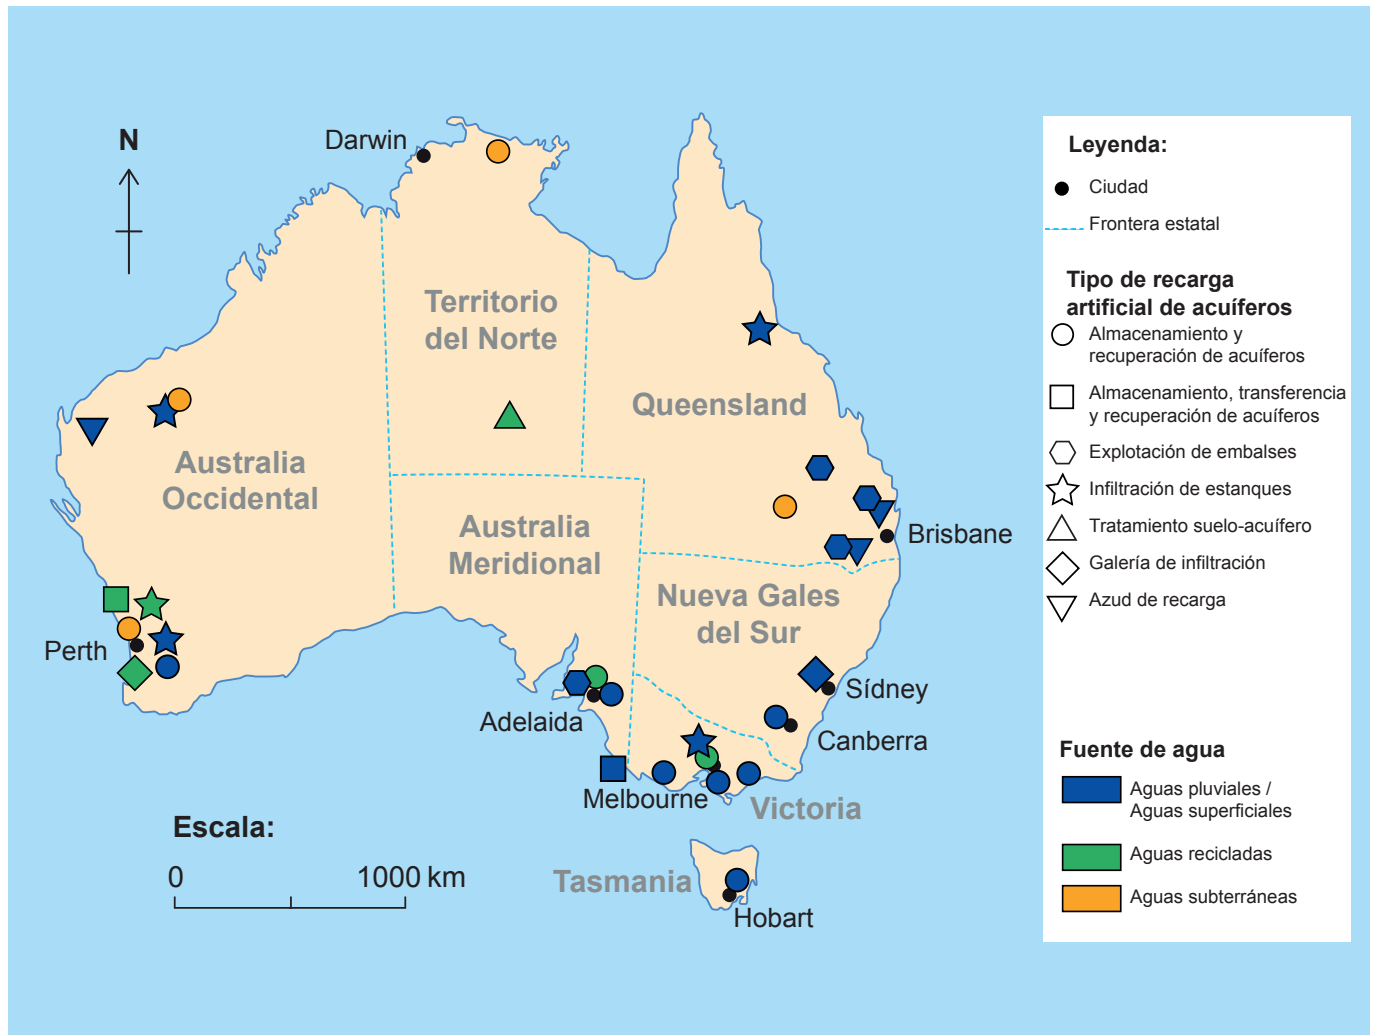 N
Darwin
Territorio
del Norte
Queensland
Australia
Occidental
Australia
Meridional
Brisbane
Nueva Gales
del Sur
Perth
Sídney
Adelaida
Canberra
Melbourne
Victoria
Tasmania
Hobart
Escala:
0 1000 km
Leyenda:
Ciudad
Frontera estatal
Tipo de recarga
artificial de acuíferos
Almacenamiento y
recuperación de acuíferos
Almacenamiento, transferencia
y recuperación de acuíferos
Explotación de embalses
Infiltración de estanques
Tratamiento suelo-acuífero
Galería de infiltración
Azud de recarga
Fuente de agua
Aguas pluviales /
Aguas superficiales
Aguas recicladas
Aguas subterráneas